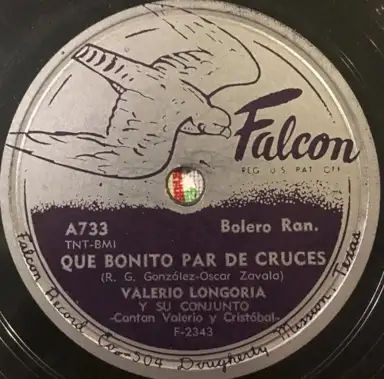 Falcon
REG U S PAT OFF
A733
Bolero Ran.
TNT-BMI
QUE BONITO PAR DE CRUCES
(R. G. González-Oscar Zavala)
VALERIO LONGORIA
Y SU CONJUNTO
-Cantan Valerio y Cristóbal-
F-2343
Falcon Record Co.-504 Dougherty Mission, Texas